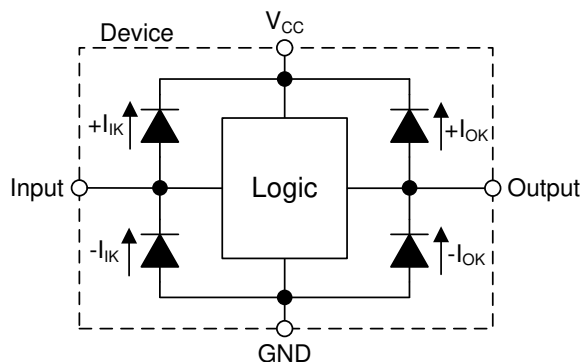 V_CC
Device
+I_IK
+I_OK
Input
Logic
Output
-I_IK
-I_OK
GND